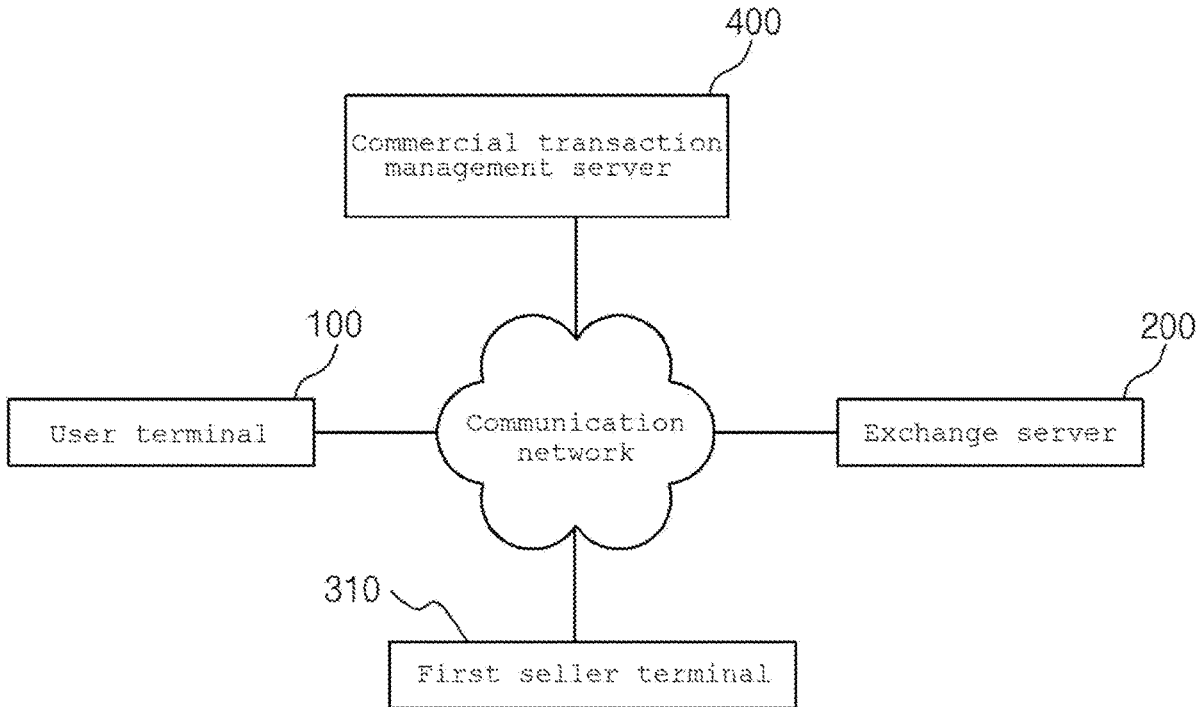 400
Commercial transaction
management server
100
200
User terminal
Communication
network
Exchange server
310
First seller terminal